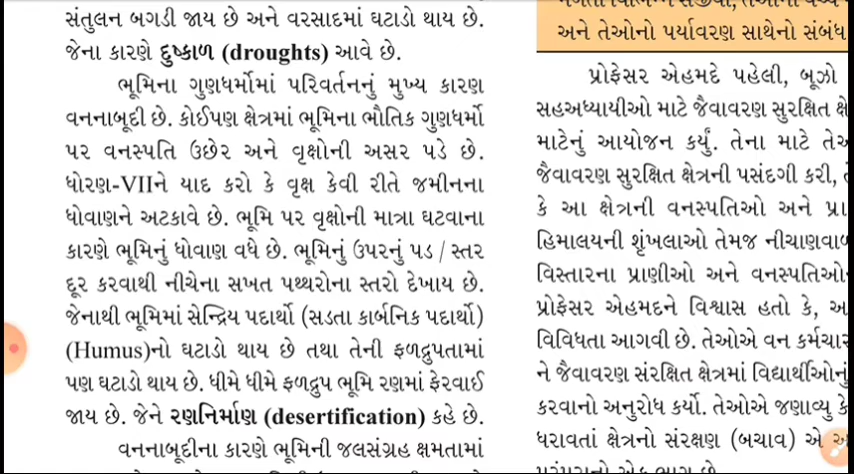 સંતુલન બગડી જાય છે અને વરસાદમાં ઘટાડો થાય છે.
જેના કારણે દુષ્કાળ (droughts) આવે છે.
ભૂમિના ગુણધર્મોમાં પરિવર્તનનું મુખ્ય કારણ
વનનાબૂદી છે. કોઈપણ ક્ષેત્રમાં ભૂમિના ભૌતિક ગુણધર્મો
પર વનસ્પતિ ઉછેર અને વૃક્ષોની અસર પડે છે.
ધોરણ-VIIને યાદ કરો કે વૃક્ષ કેવી રીતે જમીનના
ધોવાણને અટકાવે છે. ભૂમિ પર વૃક્ષોની માત્રા ઘટવાના
કારણે ભૂમિનું ધોવાણ વધે છે. ભૂમિનું ઉપરનું પડ / સ્તર
દૂર કરવાથી નીચેના સખત પથ્થરોના સ્તરો દેખાય છે.
જેનાથી ભૂમિમાં સેન્દ્રિય પદાર્થો (સડતા કાર્બનિક પદાર્થો)
(Humus)નો ઘટાડો થાય છે તથા તેની ફળદ્રુપતામાં
પણ ઘટાડો થાય છે. ધીમે ધીમે ફળદ્રુપ ભૂમિ રણમાં ફેરવાઈ
જાય છે. જેને રણનિર્માણ (desertification) કહે છે.
વનનાબૂદીના કારણે ભૂમિની જલસંગ્રહ ક્ષમતામાં
અને તેઓનો પર્યાવરણ સાથેનો સંબંધ
પ્રોફેસર એહમદે પહેલી, બૂઝો
સહઅધ્યાયીઓ માટે જૈવાવરણ સુરક્ષિત ક્ષે
માટેનું આયોજન કર્યું. તેના માટે તેઅ
જૈવાવરણ સુરક્ષિત ક્ષેત્રની પસંદગી કરી,
કે આ ક્ષેત્રની વનસ્પતિઓ અને પ્રા
હિમાલયની શૃંખલાઓ તેમજ નીચાણવાળ
વિસ્તારના પ્રાણીઓ અને વનસ્પતિઓન
પ્રોફેસર એહમદને વિશ્વાસ હતો કે, અ
વિવિધતા આગવી છે. તેઓએ વન કર્મચાર
ને જૈવાવરણ સંરક્ષિત ક્ષેત્રમાં વિદ્યાર્થીઓનું
કરવાનો અનુરોધ કર્યો. તેઓએ જણાવ્યુ કે
ધરાવતાં ક્ષેત્રનો સંરક્ષણ (બચાવ) એ અ